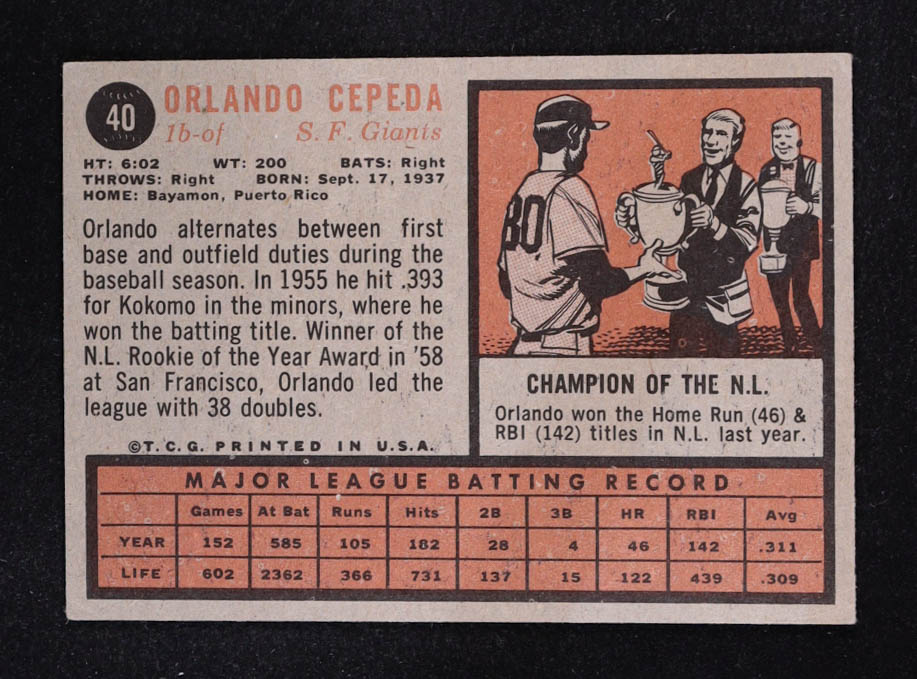 40
ORLANDO CEPEDA
1b-of S. F. Giants
HT: 6:02 WT: 200 BATS: Right
THROWS: Right BORN: Sept. 17, 1937
HOME: Bayamon, Puerto Rico
Orlando alternates between first
base and outfield duties during the
baseball season. In 1955 he hit .393
for Kokomo in the minors, where he
won the batting title. Winner of the
N.L. Rookie of the Year Award in '58
at San Francisco, Orlando led the
league with 38 doubles.
©T.C.G. PRINTED IN U.S.A.
80
CHAMPION OF THE N.L.
Orlando won the Home Run (46) &
RBI (142) titles in N.L. last year.
MAJOR LEAGUE BATTING RECORD
Games At Bat Runs Hits 2B 3B HR RBI Avg
YEAR 152 585 105 182 28 4 46 142 .311
LIFE 602 2362 366 731 137 15 122 439 .309